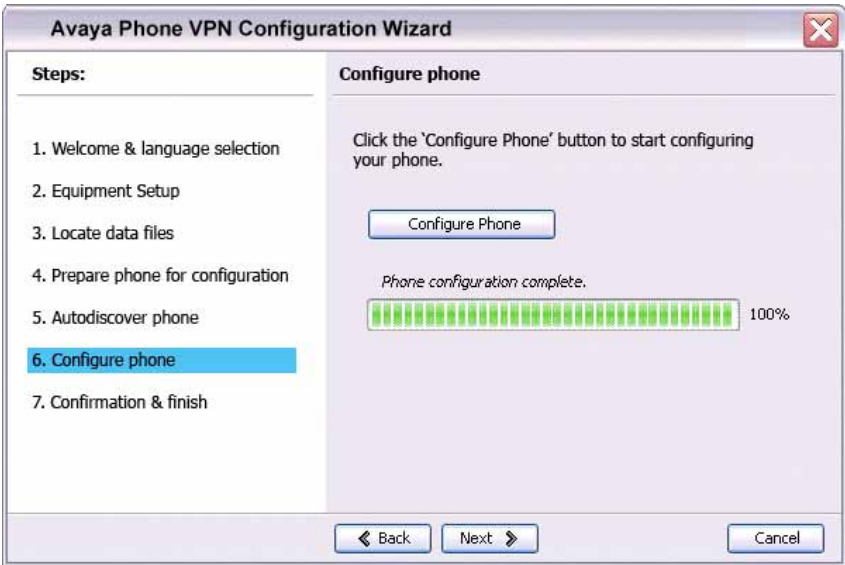 Avaya Phone VPN Configuration Wizard
Steps:
1. Welcome & language selection
2. Equipment Setup
3. Locate data files
4. Prepare phone for configuration
5. Autodiscover phone
6. Configure phone
7. Confirmation & finish
Configure phone
Click the ‘Configure Phone’ button to start configuring
your phone.
Configure Phone
Phone configuration complete.
100%
Back
Next
Cancel